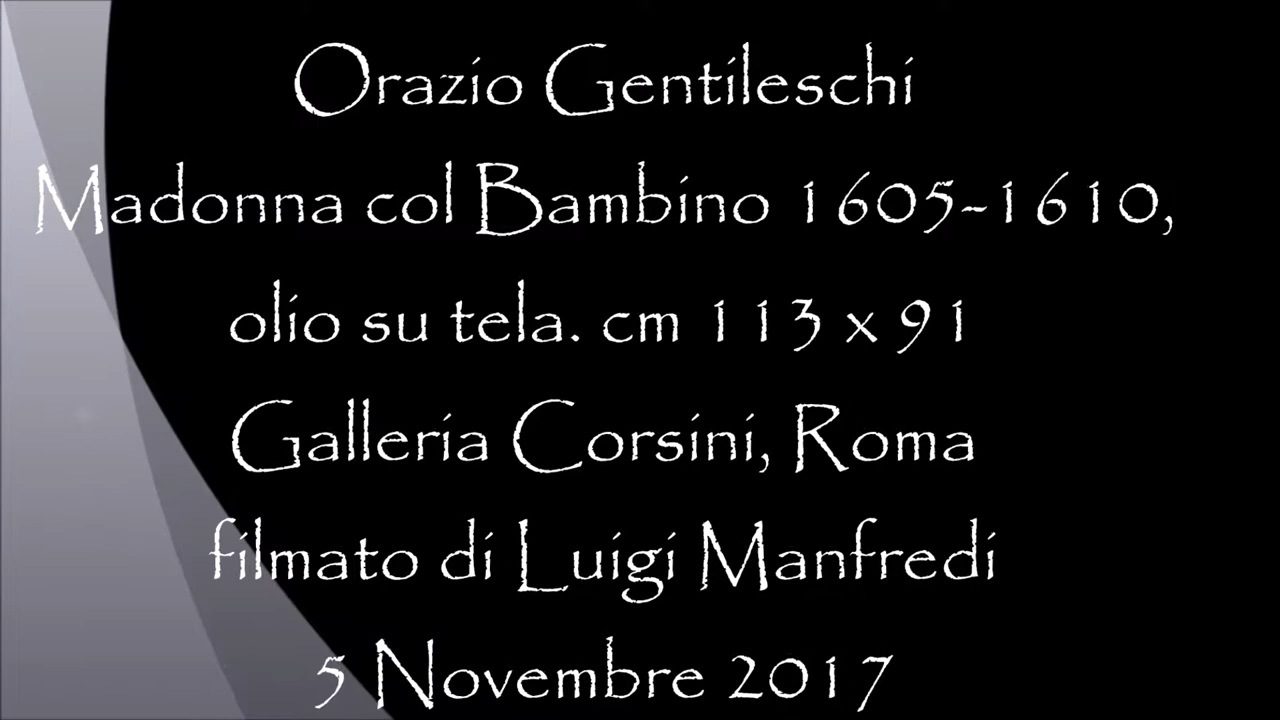 Orazio Gentileschi
Madonna col Bambino 1605-1610,
olio su tela. cm 113 x 91
Galleria Corsini, Roma
filmato di Luigi Manfredi
5 Novembre 2017